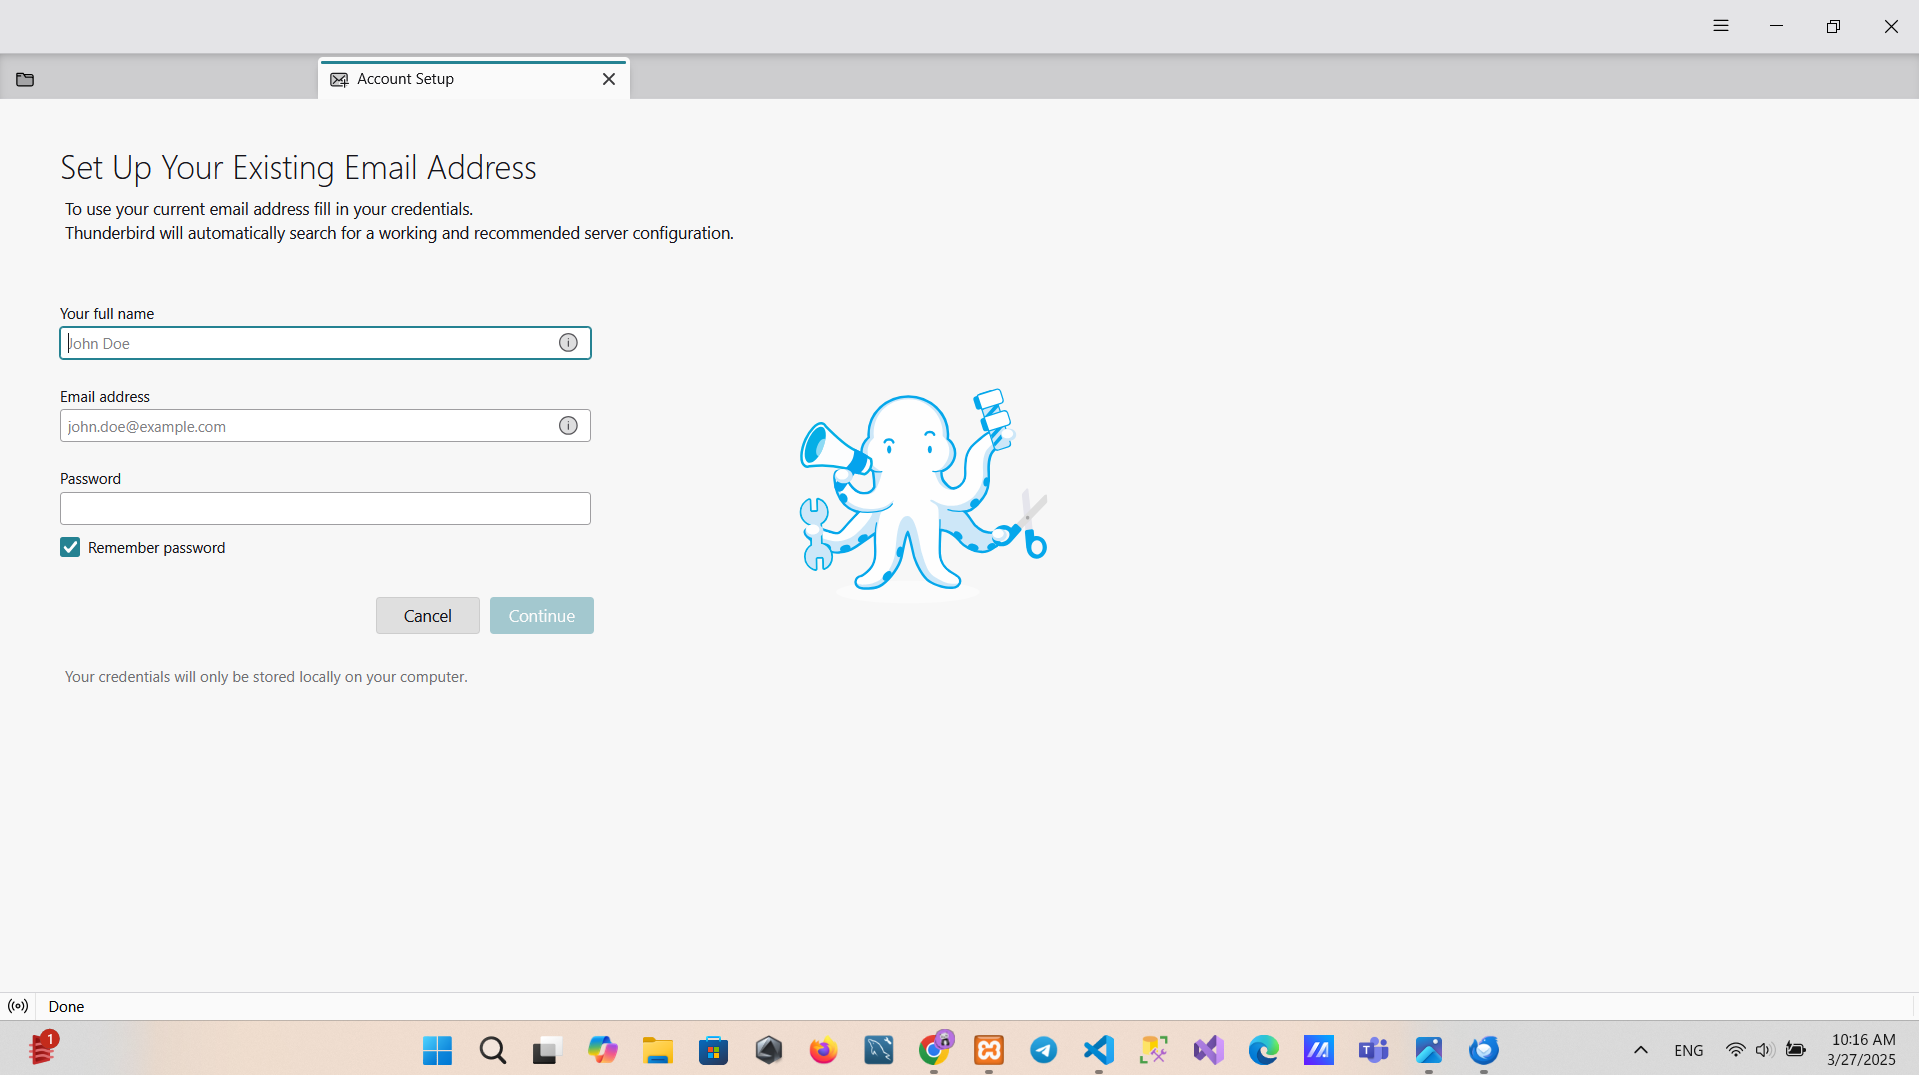 Account Setup
Set Up Your Existing Email Address
To use your current email address fill in your credentials.
Thunderbird will automatically search for a working and recommended server configuration.
Your full name
John Doe
Email address
john.doe@example.com
Password
Remember password
Cancel
Continue
Your credentials will only be stored locally on your computer.
Done
1
ENG
10:16 AM
3/27/2025